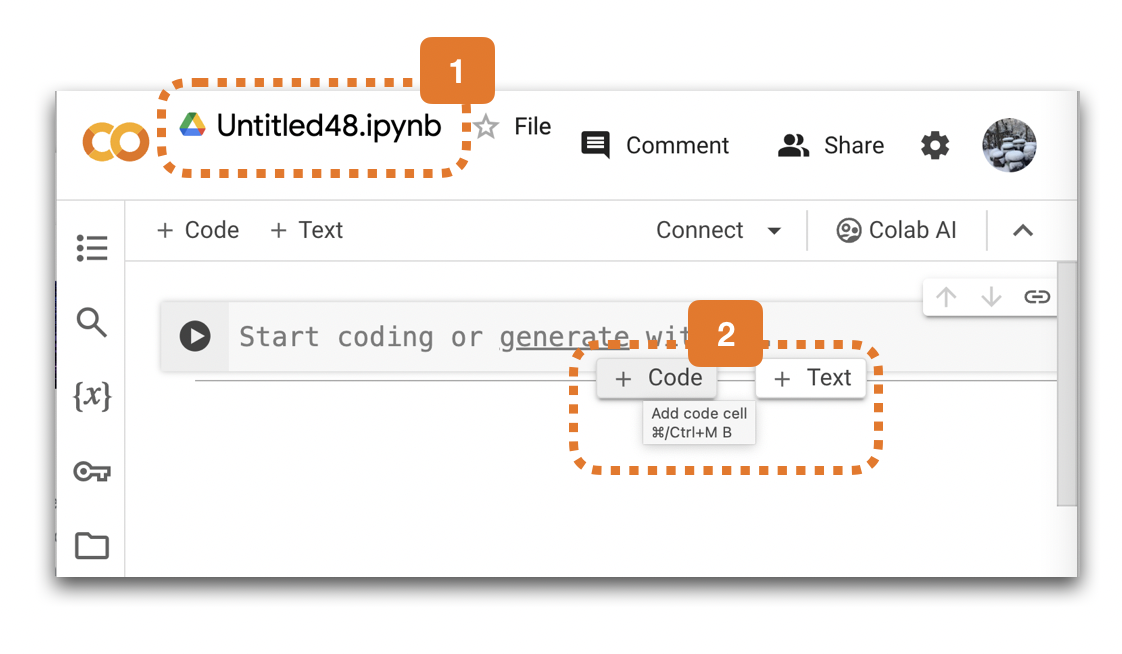 1
Untitled48.ipynb File
Comment Share
+ Code + Text
Connect Colab AI
Start coding or generate wit
{x}
2
+ Code + Text
Add code cell
⌘/Ctrl+M B